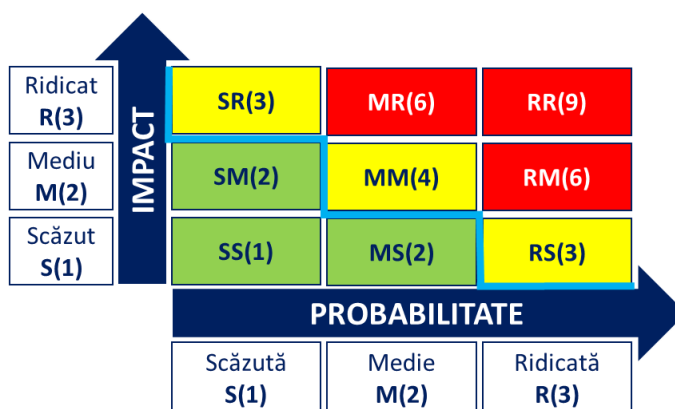 Ridicat
R(3)
Mediu
M(2)
Scăzut
S(1)
IMPACT
SR(3)
MR(6)
RR(9)
SM(2)
MM(4)
RM(6)
SS(1)
MS(2)
RS(3)
PROBABILITATE
Scăzută
S(1)
Medie
M(2)
Ridicată
R(3)